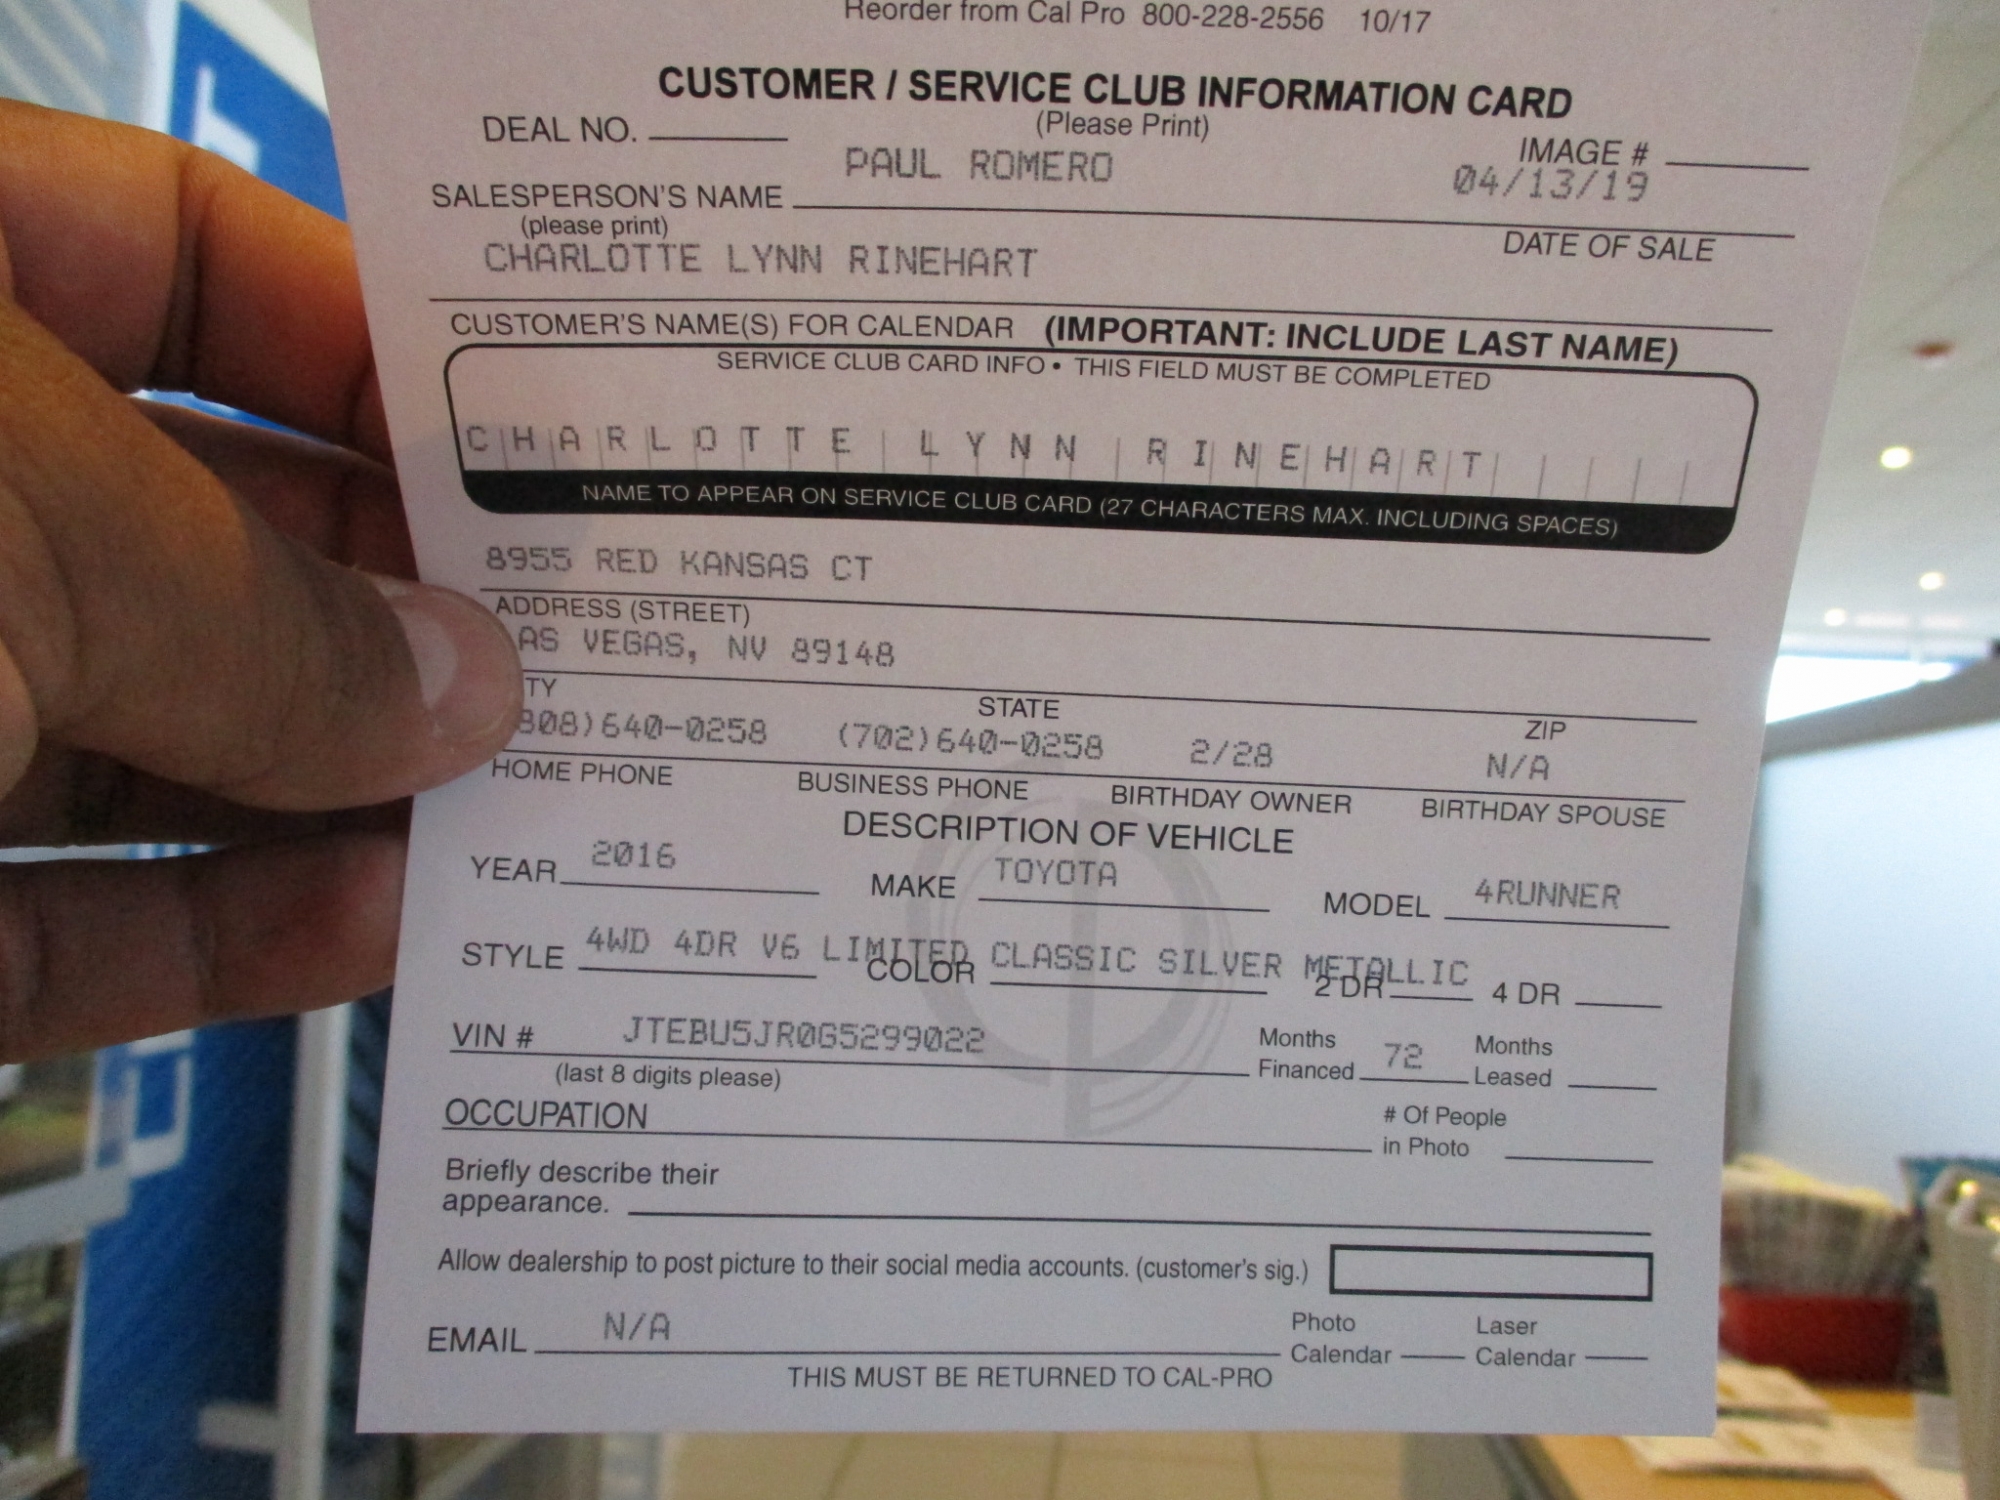 Reorder from Cal Pro 800-228-2556 10/17
CUSTOMER / SERVICE CLUB INFORMATION CARD
(Please Print)
DEAL NO.
IMAGE #
PAUL ROMERO
04/13/19
SALESPERSON'S NAME
(please print)
DATE OF SALE
CHARLOTTE LYNN RINEHART
CUSTOMER'S NAME(S) FOR CALENDAR (IMPORTANT: INCLUDE LAST NAME)
SERVICE CLUB CARD INFO • THIS FIELD MUST BE COMPLETED
CHARLOTTE LYNN RINEHART
NAME TO APPEAR ON SERVICE CLUB CARD (27 CHARACTERS MAX. INCLUDING SPACES)
8955 RED KANSAS CT
ADDRESS (STREET)
AS VEGAS, NV 89148
TY STATE ZIP
808)640-0258 (702)640-0258 2/28 N/A
HOME PHONE BUSINESS PHONE BIRTHDAY OWNER BIRTHDAY SPOUSE
DESCRIPTION OF VEHICLE
YEAR 2016 MAKE TOYOTA MODEL 4RUNNER
STYLE 4WD 4DR V6 LIMITED COLOR CLASSIC SILVER METALLIC 2 DR 4 DR
VIN # JTEBU5JR0G5299022 Months Financed 72 Months Leased
(last 8 digits please)
OCCUPATION # Of People in Photo
Briefly describe their
appearance.
Allow dealership to post picture to their social media accounts. (customer's sig.)
EMAIL N/A Photo Calendar Laser Calendar
THIS MUST BE RETURNED TO CAL-PRO